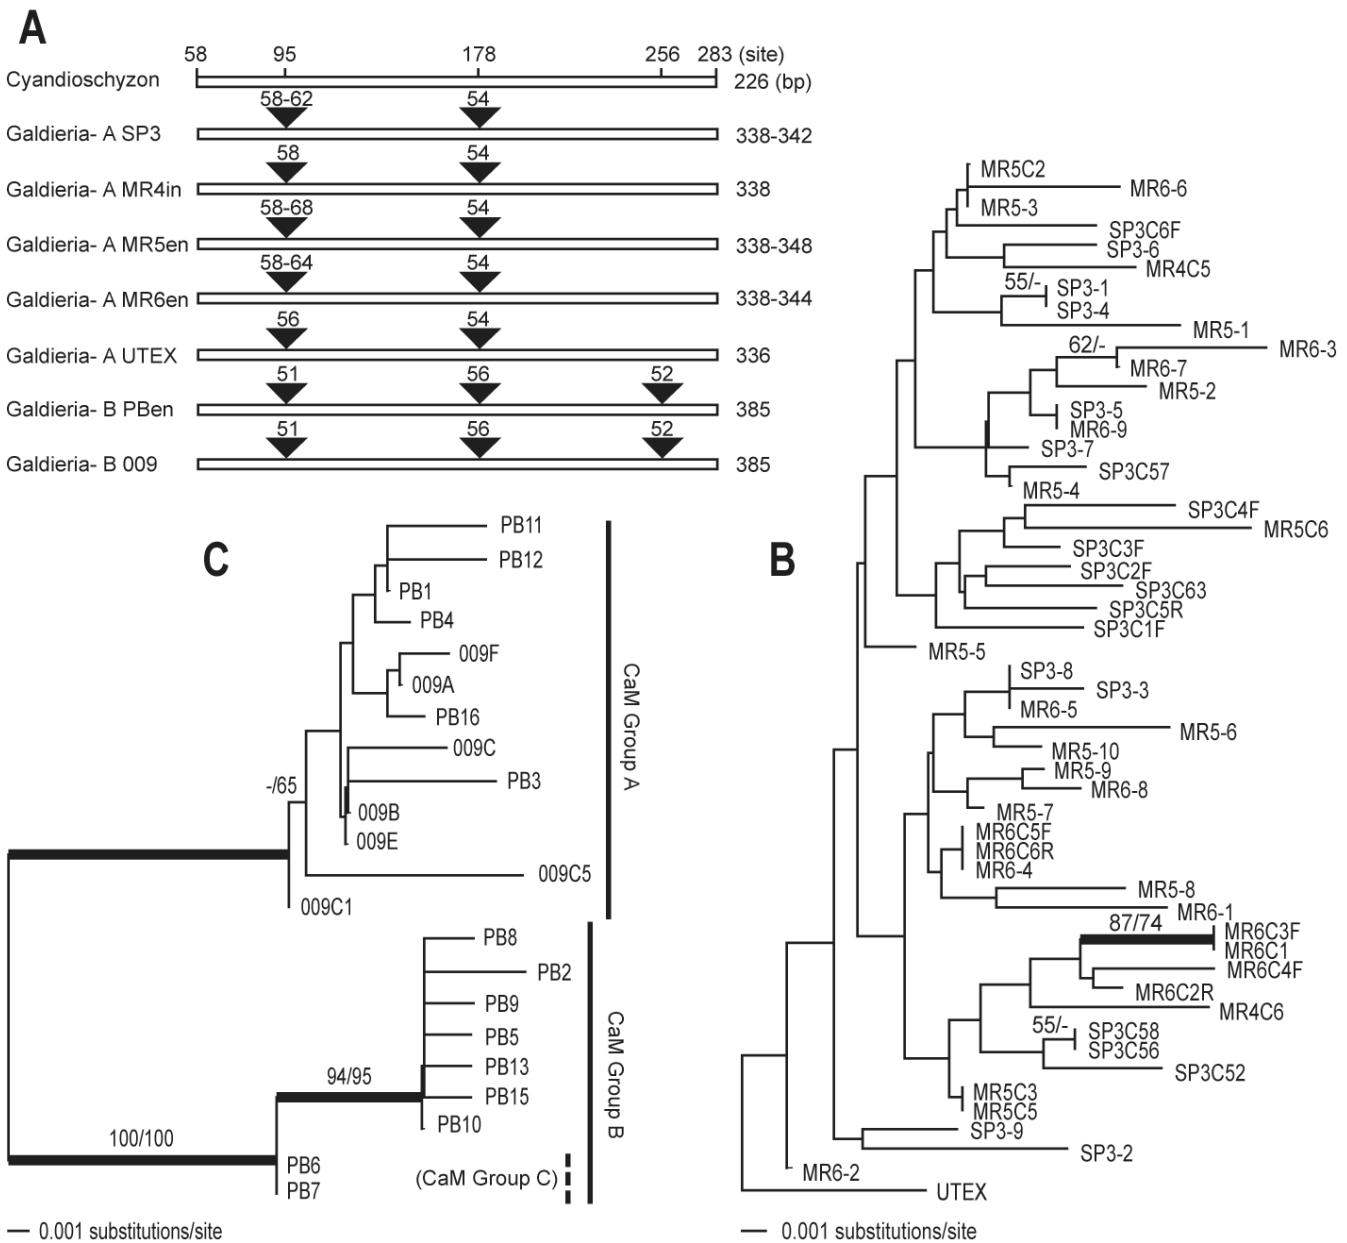 A
58 95 178 256 283 (site)
Cyandioschyzon 226 (bp)
58-62 54
Galdieria- A SP3 338-342
58 54
Galdieria- A MR4in 338
58-68 54
Galdieria- A MR5en 338-348
58-64 54
Galdieria- A MR6en 338-344
56 54
Galdieria- A UTEX 336
51 56 52
Galdieria- B PBen 385
51 56 52
Galdieria- B 009 385
C
PB11
PB12
PB1
PB4
009F
009A
PB16
009C
PB3
009B
009E
009C5
009C1
-/65
CaM Group A
PB8
PB2
PB9
PB5
PB13
PB15
PB10
94/95
100/100
PB6
PB7
(CaM Group C)
CaM Group B
0.001 substitutions/site
B
MR5C2
MR6-6
MR5-3
SP3C6F
SP3-6
MR4C5
55/-
SP3-1
SP3-4
MR5-1
62/-
MR6-3
MR6-7
MR5-2
SP3-5
MR6-9
SP3-7
SP3C57
MR5-4
SP3C4F
MR5C6
SP3C3F
SP3C2F
SP3C63
SP3C5R
SP3C1F
MR5-5
SP3-8
SP3-3
MR6-5
MR5-6
MR5-10
MR5-9
MR6-8
MR5-7
MR6C5F
MR6C6R
MR6-4
MR5-8
MR6-1
87/74
MR6C3F
MR6C1
MR6C4F
MR6C2R
MR4C6
55/-
SP3C58
SP3C56
SP3C52
MR5C3
MR5C5
SP3-9
SP3-2
MR6-2
UTEX
0.001 substitutions/site